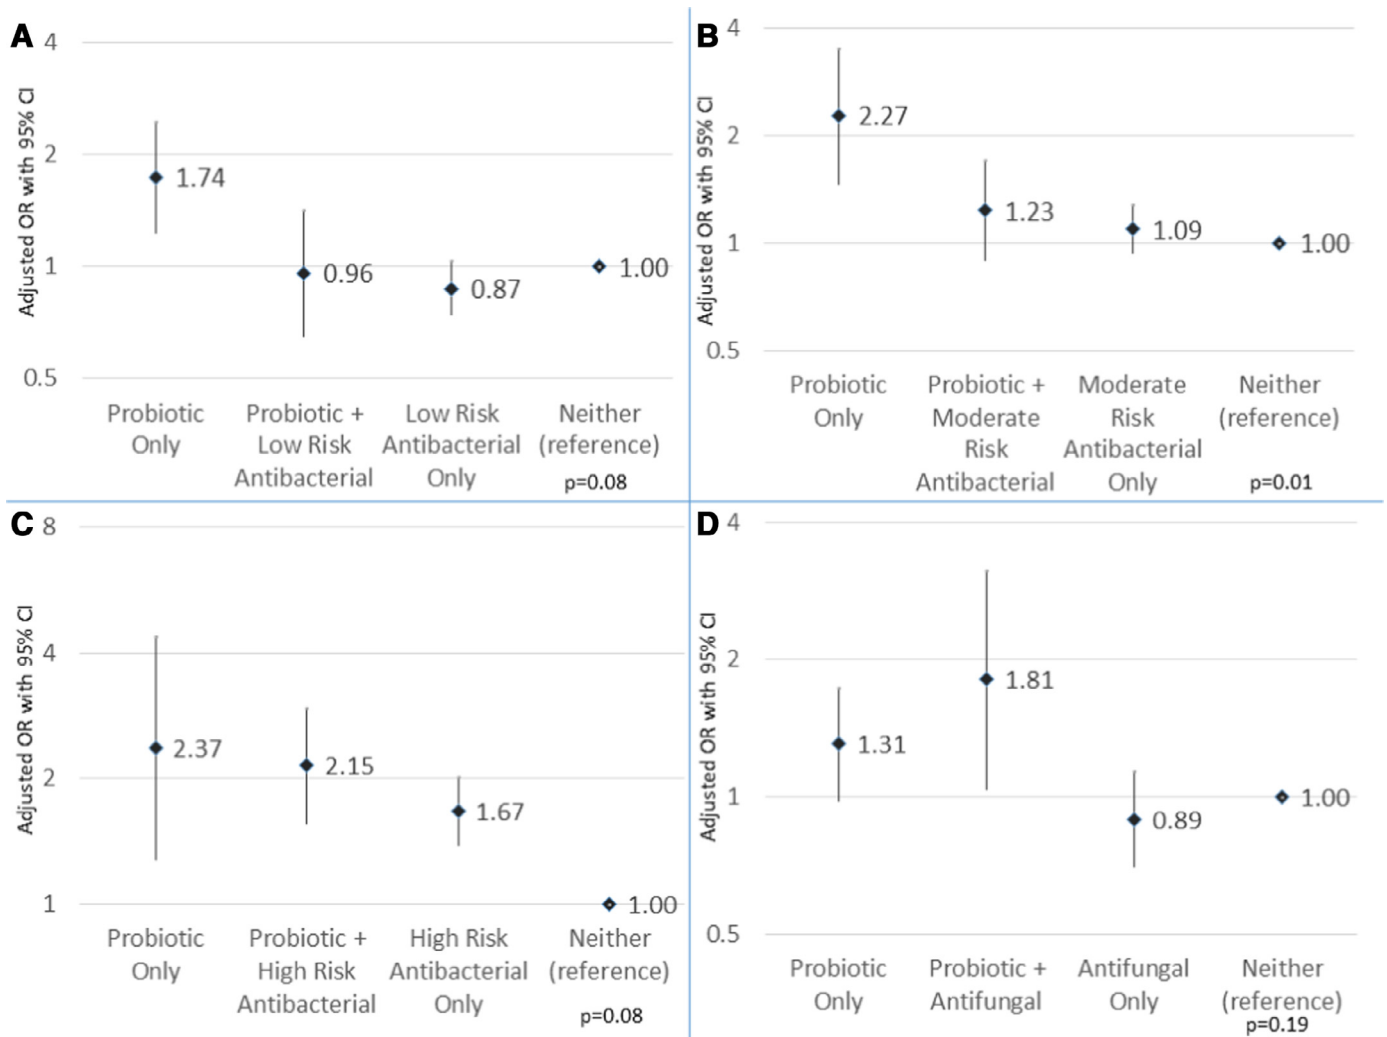 A
Adjusted OR with 95% CI
4
2
1
0.5
1.74
0.96
0.87
1.00
Probiotic
Only
Probiotic +
Low Risk
Antibacterial
Low Risk
Antibacterial
Only
Neither
(reference)
p=0.08
B
Adjusted OR with 95% CI
4
2
1
0.5
2.27
1.23
1.09
1.00
Probiotic
Only
Probiotic +
Moderate
Risk
Antibacterial
Moderate
Risk
Antibacterial
Only
Neither
(reference)
p=0.01
C
Adjusted OR with 95% CI
8
4
2
1
2.37
2.15
1.67
1.00
Probiotic
Only
Probiotic +
High Risk
Antibacterial
High Risk
Antibacterial
Only
Neither
(reference)
p=0.08
D
Adjusted OR with 95% CI
4
2
1
0.5
1.31
1.81
0.89
1.00
Probiotic
Only
Probiotic +
Antifungal
Antifungal
Only
Neither
(reference)
p=0.19